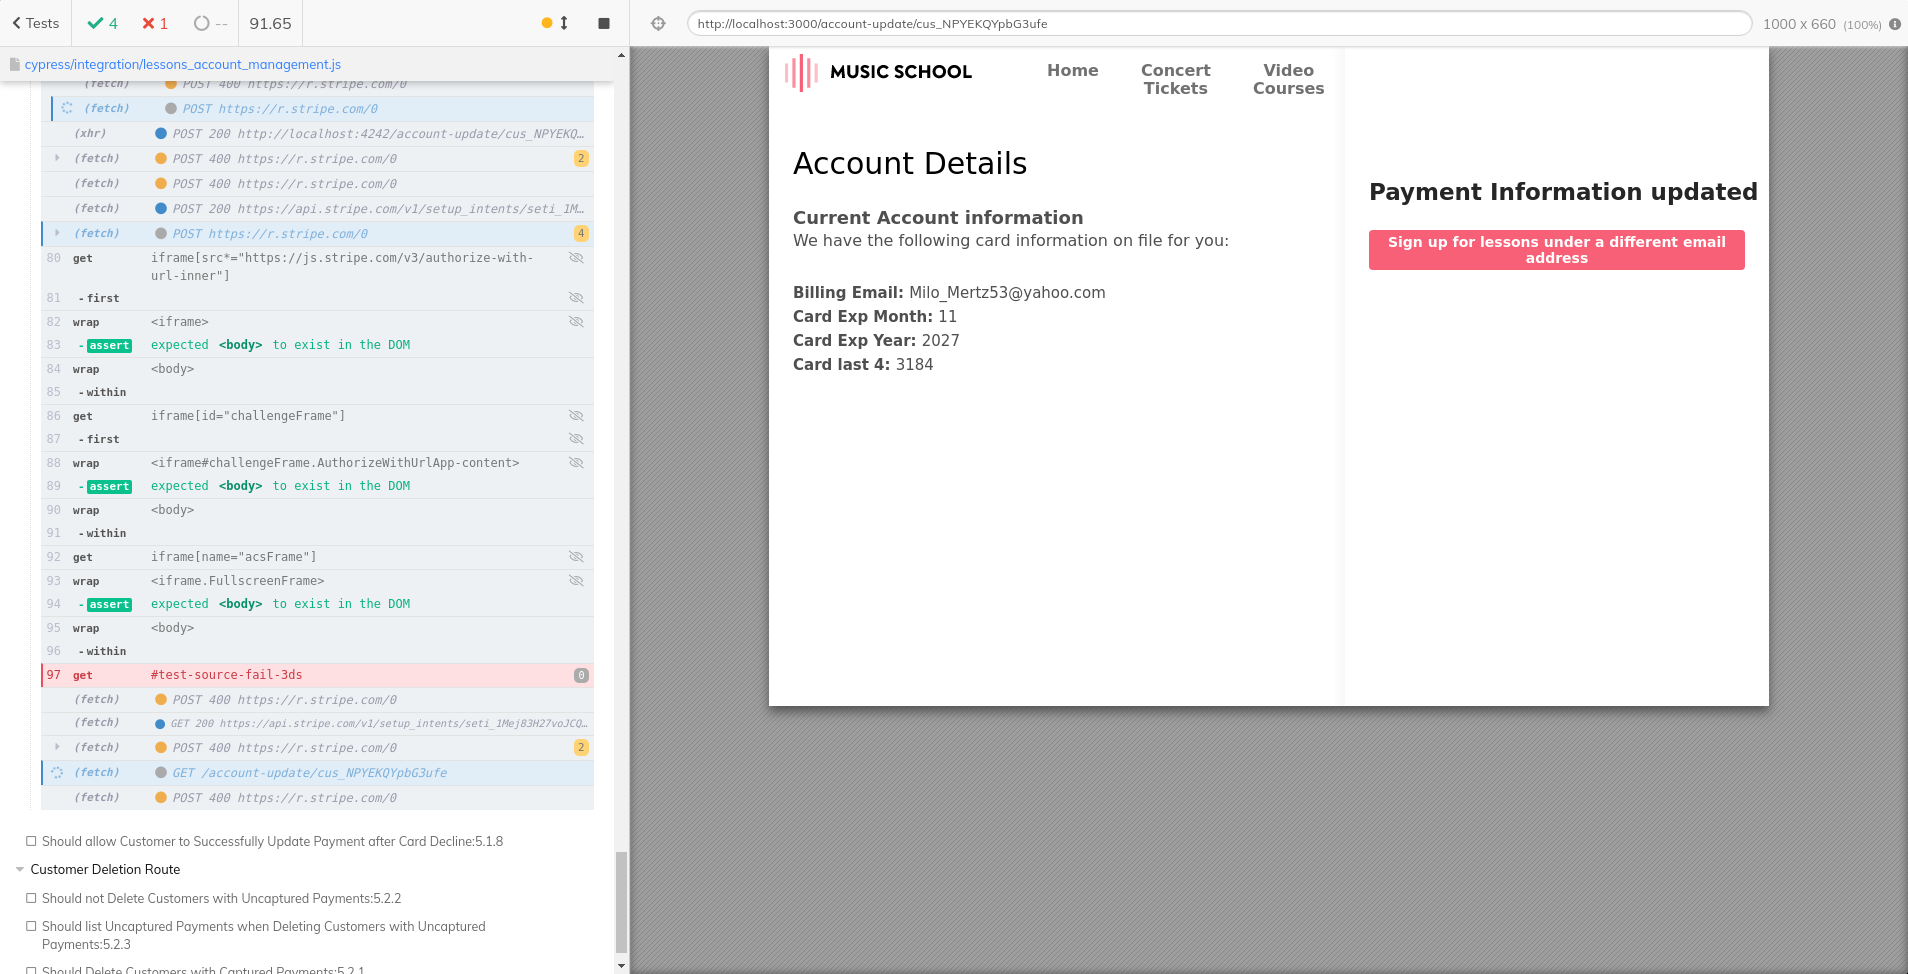 Tests
4
1
--
91.65
http://localhost:3000/account-update/cus_NPYEKQYpbG3ufe
1000 x 660 (100%)
cypress/integration/lessons_account_management.js
(fetch) POST 400 https://r.stripe.com/0
(fetch) POST https://r.stripe.com/0
(xhr) POST 200 http://localhost:4242/account-update/cus_NPYEKQ…
(fetch) POST 400 https://r.stripe.com/0 2
(fetch) POST 400 https://r.stripe.com/0
(fetch) POST 200 https://api.stripe.com/v1/setup_intents/seti_1M…
(fetch) POST https://r.stripe.com/0 4
80 get iframe[src*="https://js.stripe.com/v3/authorize-with-
url-inner"]
81 -first
82 wrap <iframe>
83 -assert expected <body> to exist in the DOM
84 wrap <body>
85 -within
86 get iframe[id="challengeFrame"]
87 -first
88 wrap <iframe#challengeFrame.AuthorizeWithUrlApp-content>
89 -assert expected <body> to exist in the DOM
90 wrap <body>
91 -within
92 get iframe[name="acsFrame"]
93 wrap <iframe.FullscreenFrame>
94 -assert expected <body> to exist in the DOM
95 wrap <body>
96 -within
97 get #test-source-fail-3ds 0
(fetch) POST 400 https://r.stripe.com/0
(fetch) GET 200 https://api.stripe.com/v1/setup_intents/seti_1Mej83H27voJCQ…
(fetch) POST 400 https://r.stripe.com/0 2
(fetch) GET /account-update/cus_NPYEKQYpbG3ufe
(fetch) POST 400 https://r.stripe.com/0
Should allow Customer to Successfully Update Payment after Card Decline:5.1.8
Customer Deletion Route
Should not Delete Customers with Uncaptured Payments:5.2.2
Should list Uncaptured Payments when Deleting Customers with Uncaptured
Payments:5.2.3
Should Delete Customers with Captured Payments:5.2.1
MUSIC SCHOOL
Home
Concert
Tickets
Video
Courses
Account Details
Current Account information
We have the following card information on file for you:
Billing Email: Milo_Mertz53@yahoo.com
Card Exp Month: 11
Card Exp Year: 2027
Card last 4: 3184
Payment Information updated
Sign up for lessons under a different email
address